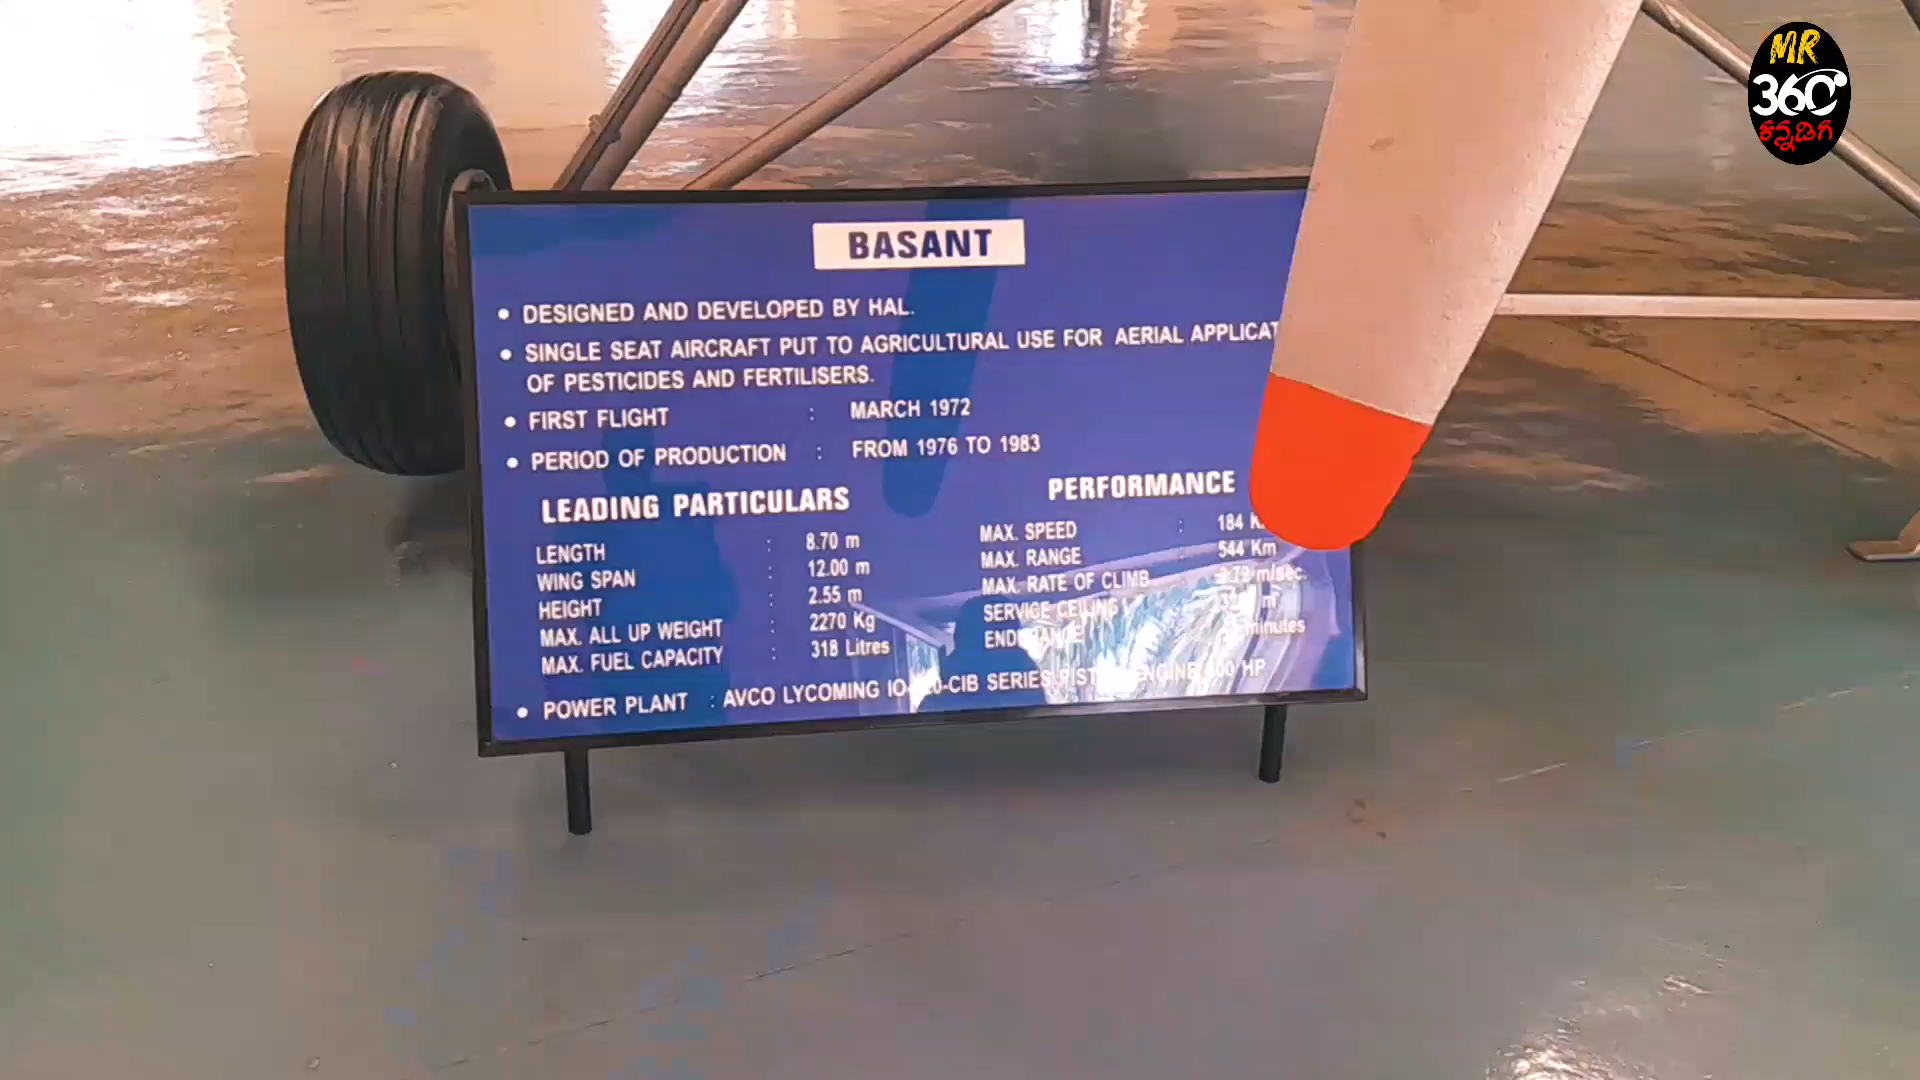 MR
360
ಕನ್ನಡಿಗ
BASANT
• DESIGNED AND DEVELOPED BY HAL.
• SINGLE SEAT AIRCRAFT PUT TO AGRICULTURAL USE FOR AERIAL
OF PESTICIDES AND FERTILISERS.
• FIRST FLIGHT : MARCH 1972
• PERIOD OF PRODUCTION : FROM 1976 TO 1983
LEADING PARTICULARS
LENGTH : 8.70 m
WING SPAN : 12.00 m
HEIGHT : 2.55 m
MAX. ALL UP WEIGHT : 2270 Kg
MAX. FUEL CAPACITY : 318 Litres
PERFORMANCE
MAX. SPEED : 184
MAX. RANGE : 544 Km
MAX. RATE OF CLIMB : m/sec.
SERVICE CEILING m
minutes
• POWER PLANT : AVCO LYCOMING SERIES HP